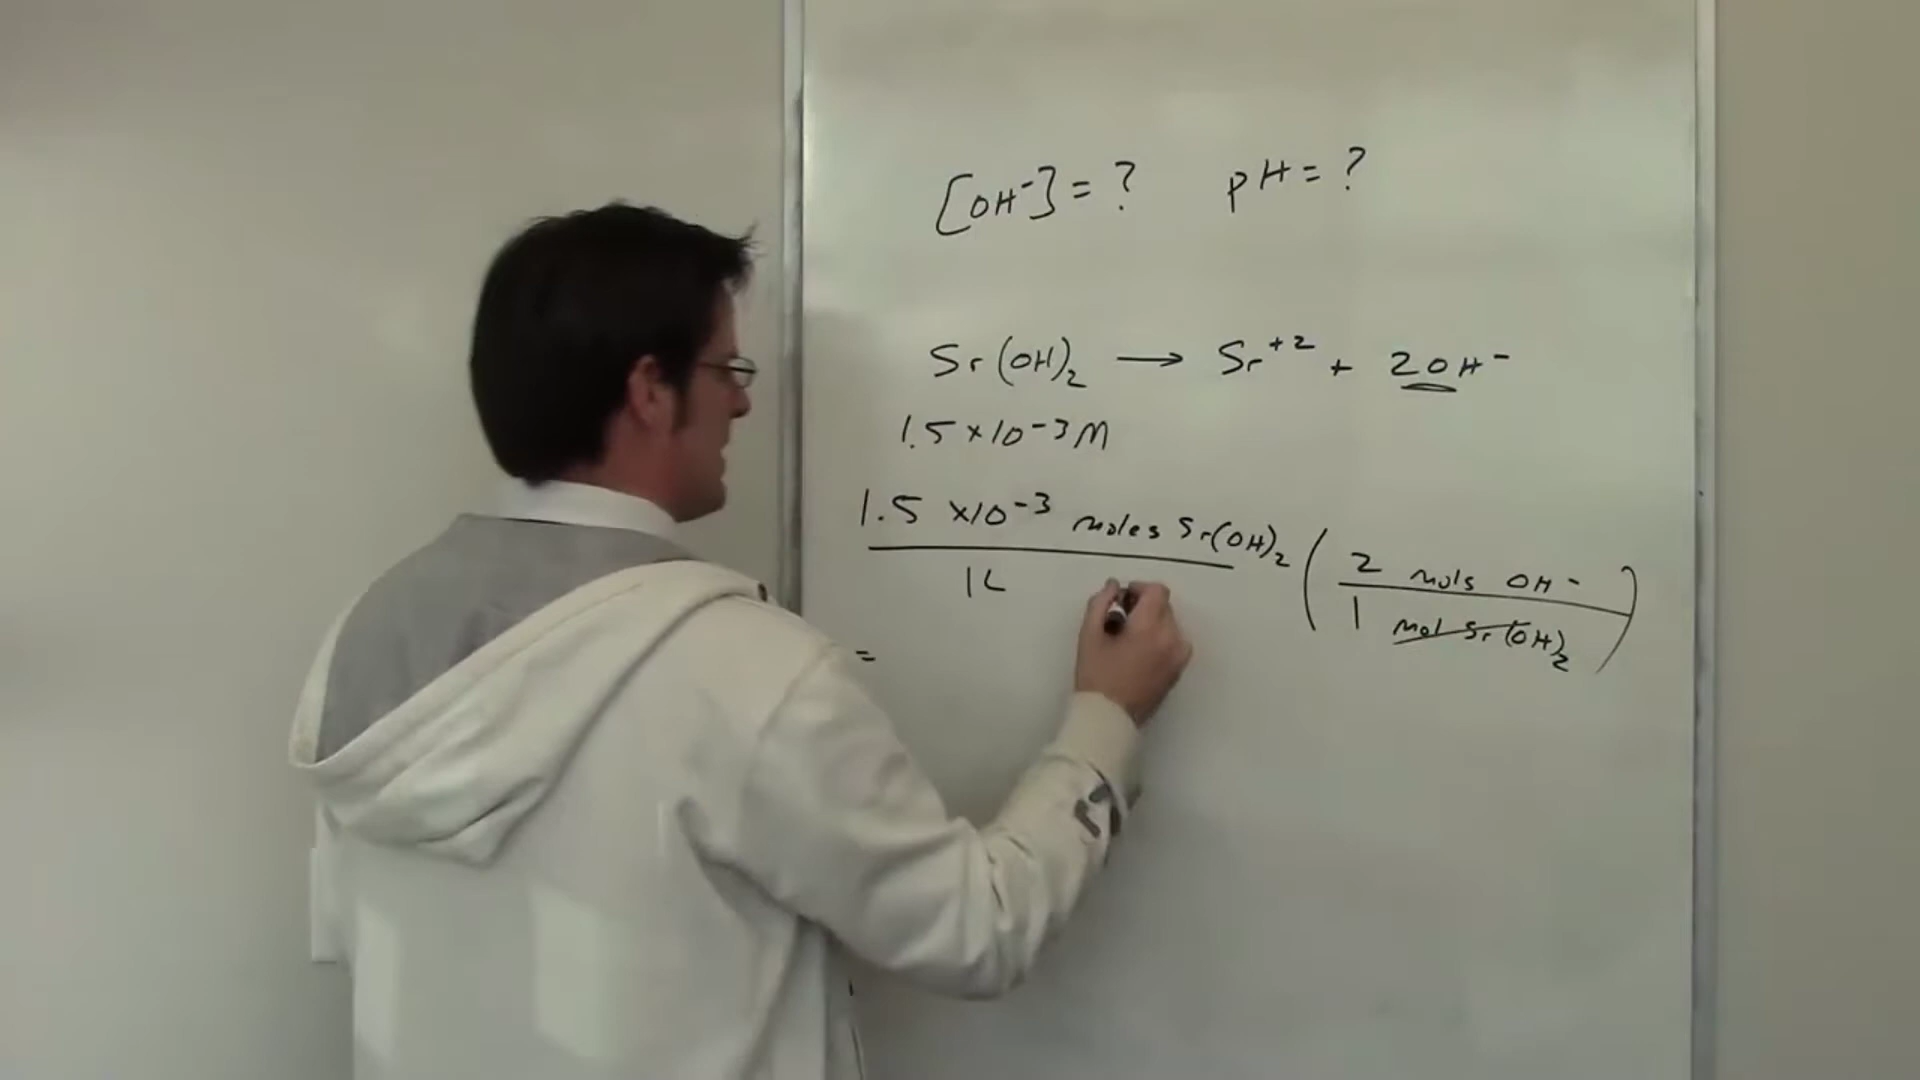 [OH⁻] = ? pH = ?
Sr(OH)₂ → Sr⁺² + 2OH⁻
1.5 × 10⁻³ M
1.5 ×10⁻³ moles Sr(OH)₂ ( 2 mols OH⁻
1L 1 mol Sr(OH)₂ )
=